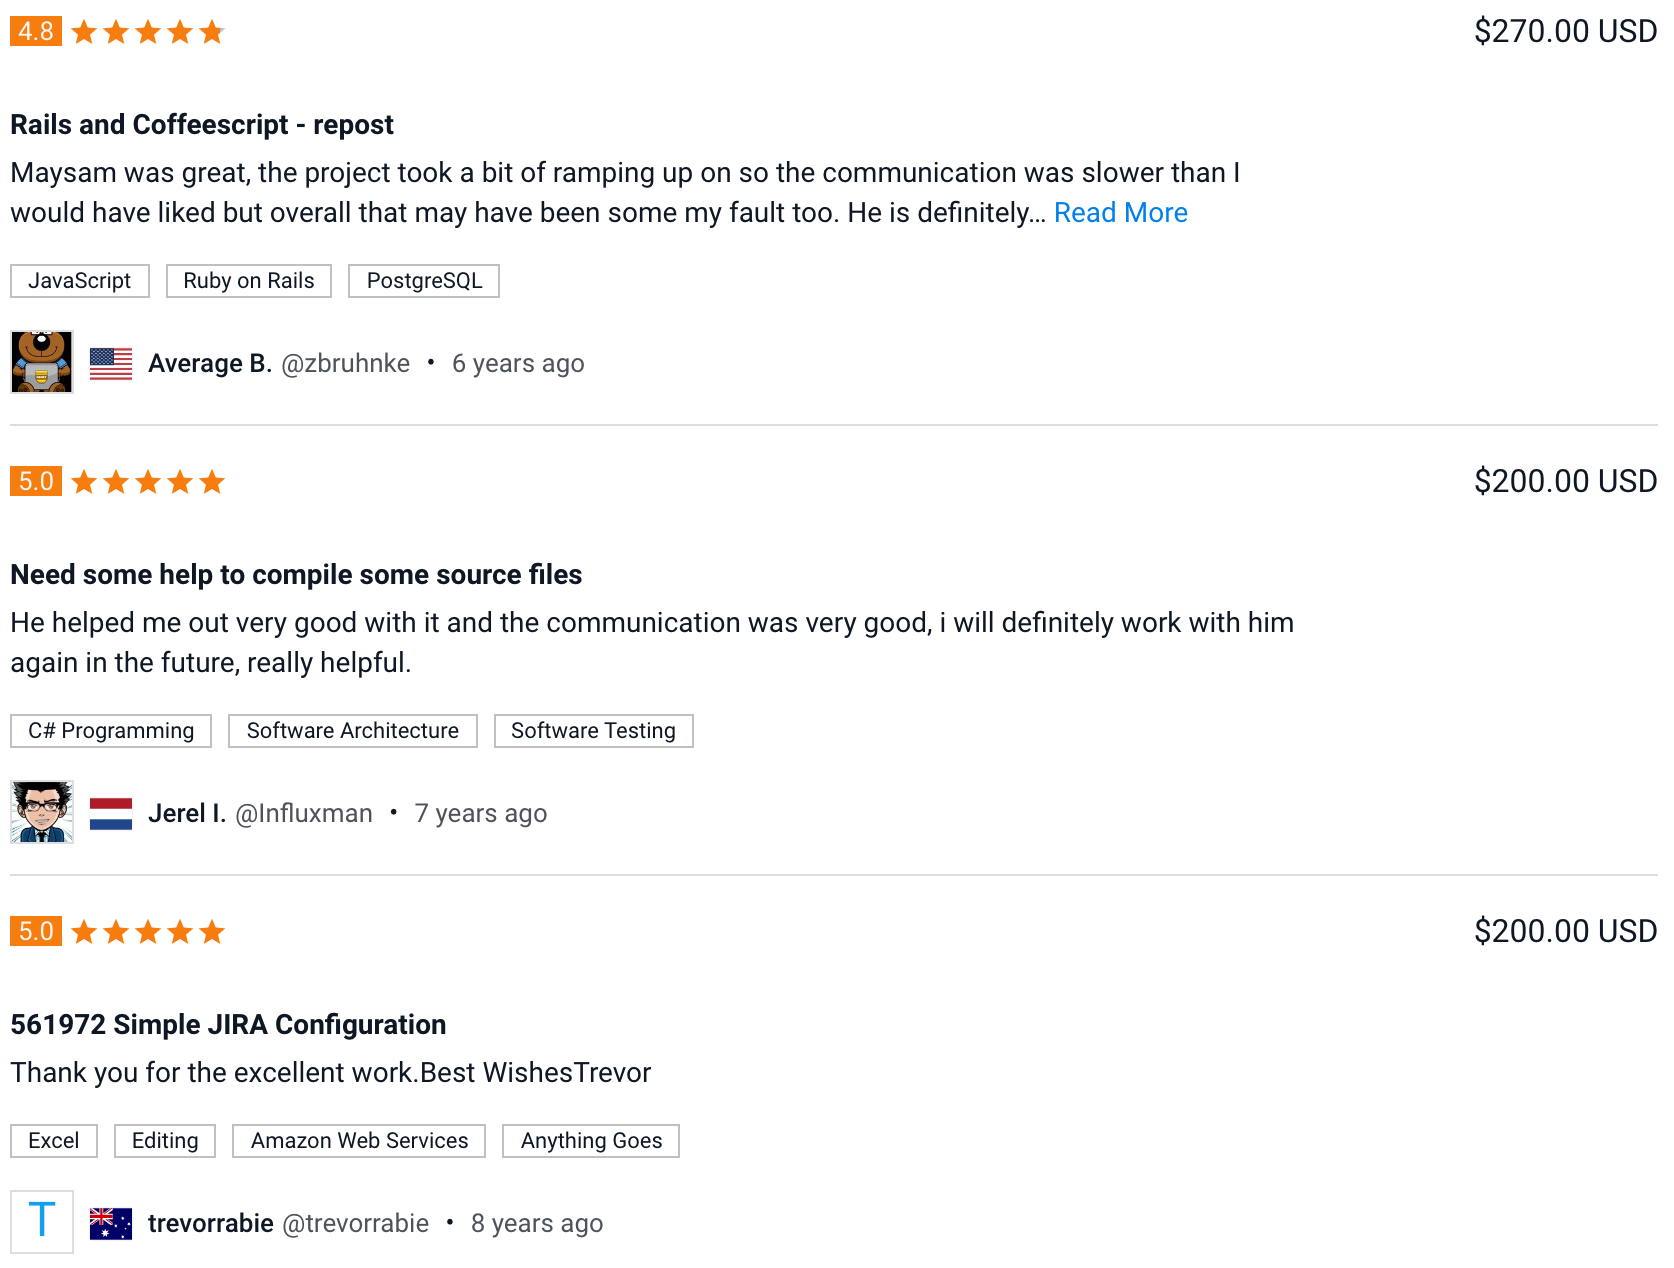 4.8 $270.00 USD
Rails and Coffeescript - repost
Maysam was great, the project took a bit of ramping up on so the communication was slower than I
would have liked but overall that may have been some my fault too. He is definitely... Read More
JavaScript Ruby on Rails PostgreSQL
Average B. @zbruhnke • 6 years ago
5.0 $200.00 USD
Need some help to compile some source files
He helped me out very good with it and the communication was very good, i will definitely work with him
again in the future, really helpful.
C# Programming Software Architecture Software Testing
Jerel I. @Influxman • 7 years ago
5.0 $200.00 USD
561972 Simple JIRA Configuration
Thank you for the excellent work.Best WishesTrevor
Excel Editing Amazon Web Services Anything Goes
T trevorrabie @trevorrabie • 8 years ago